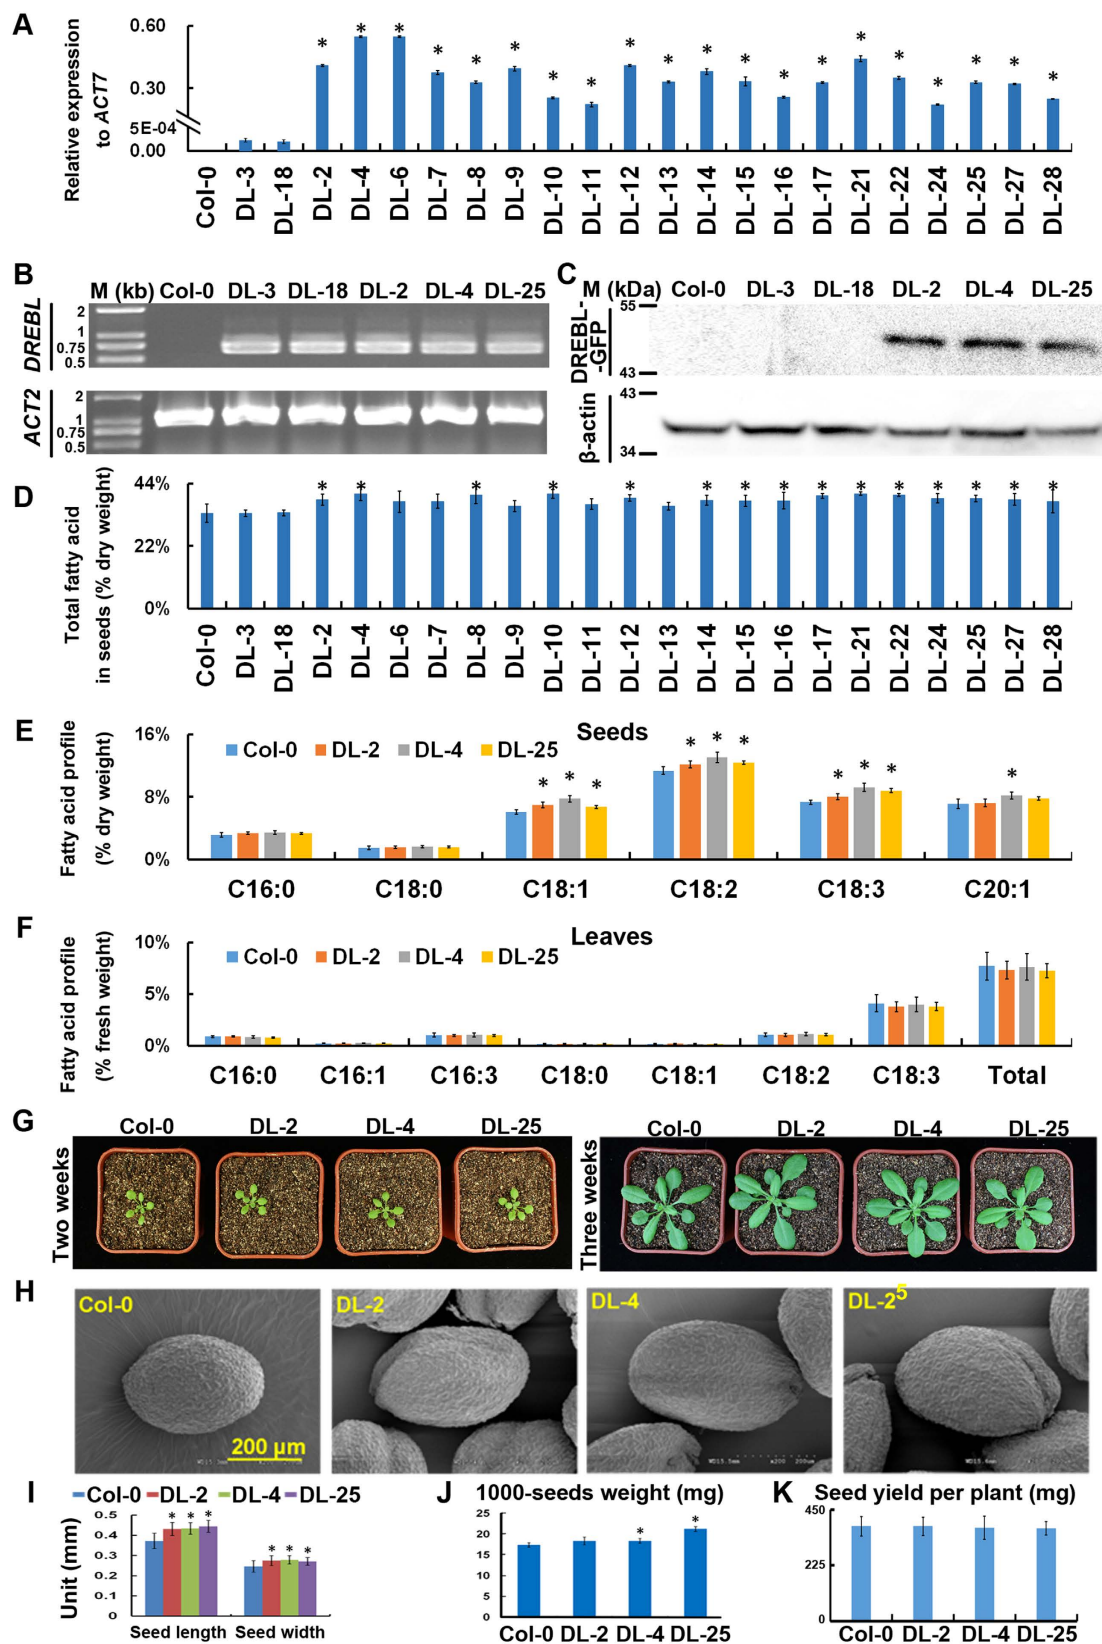 A
Relative expression
to ACT7
0.60
0.30
5E-04
0.00
* * * * * * * * * * * * * * * * * * * *
Col-0 DL-3 DL-18 DL-2 DL-4 DL-6 DL-7 DL-8 DL-9 DL-10 DL-11 DL-12 DL-13 DL-14 DL-15 DL-16 DL-17 DL-21 DL-22 DL-24 DL-25 DL-27 DL-28
B
M (kb) Col-0 DL-3 DL-18 DL-2 DL-4 DL-25
DREBL
2
1
0.75
0.5
ACT2
2
1
0.75
0.5
C
M (kDa) Col-0 DL-3 DL-18 DL-2 DL-4 DL-25
DREBL-
-GFP
55
43
β-actin
43
34
D
Total fatty acid
in seeds (% dry weight)
44%
22%
0%
* * * * * * * * * * * * * *
Col-0 DL-3 DL-18 DL-2 DL-4 DL-6 DL-7 DL-8 DL-9 DL-10 DL-11 DL-12 DL-13 DL-14 DL-15 DL-16 DL-17 DL-21 DL-22 DL-24 DL-25 DL-27 DL-28
E
Fatty acid profile
(% dry weight)
Seeds
Col-0 DL-2 DL-4 DL-25
16%
8%
0%
* * * * * * * * * *
C16:0 C18:0 C18:1 C18:2 C18:3 C20:1
F
Fatty acid profile
(% fresh weight)
Leaves
Col-0 DL-2 DL-4 DL-25
10%
5%
0%
C16:0 C16:1 C16:3 C18:0 C18:1 C18:2 C18:3 Total
G
Two weeks
Col-0 DL-2 DL-4 DL-25
Three weeks
Col-0 DL-2 DL-4 DL-25
H
Col-0 DL-2 DL-4 DL-25
200 µm
WD15.3mm
WD15.5mm x200 200um
WD15.6mm
I
Col-0 DL-2 DL-4 DL-25
Unit (mm)
0.5
0.4
0.3
0.2
0.1
0
* * * * * *
Seed length Seed width
J
1000-seeds weight (mg)
25
20
15
10
5
0
* *
Col-0 DL-2 DL-4 DL-25
K
Seed yield per plant (mg)
450
225
0
Col-0 DL-2 DL-4 DL-25